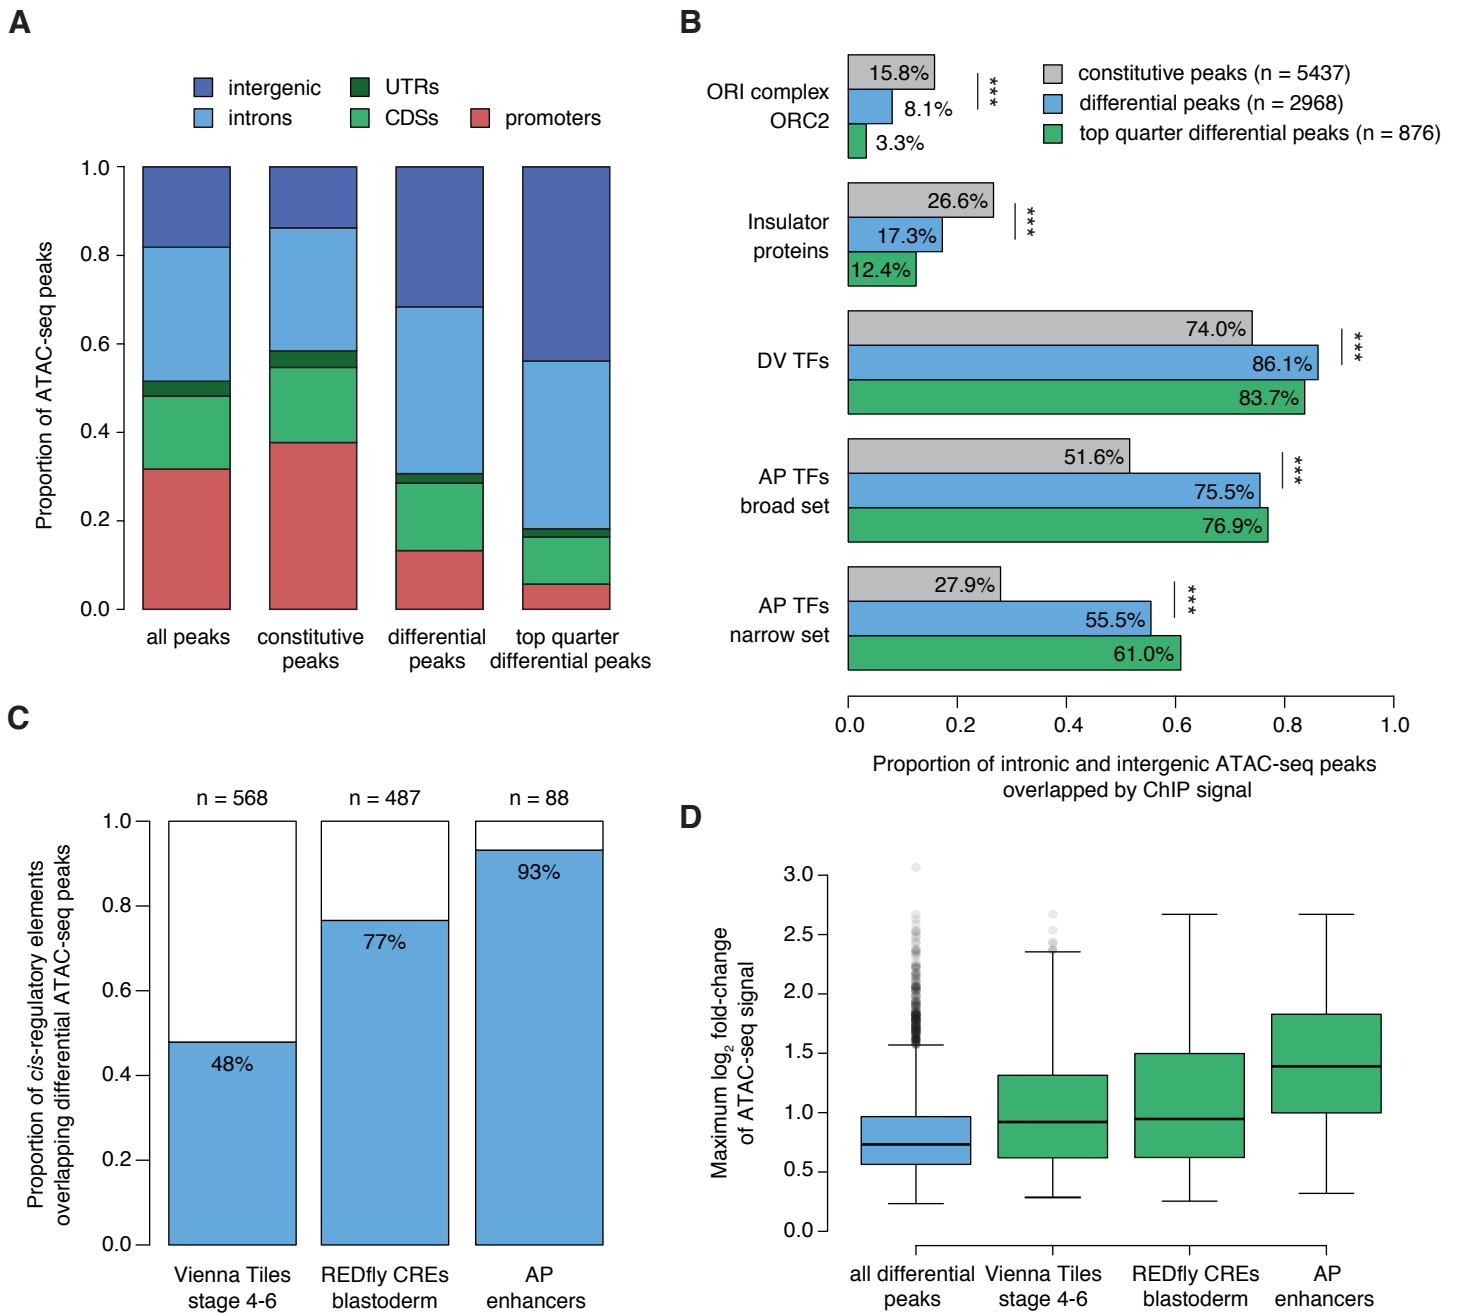 A
intergenic
UTRs
introns
CDSs
promoters
Proportion of ATAC-seq peaks
1.0
0.8
0.6
0.4
0.2
0.0
all peaks
constitutive
peaks
differential
peaks
top quarter
differential peaks
B
constitutive peaks (n = 5437)
differential peaks (n = 2968)
top quarter differential peaks (n = 876)
ORI complex
ORC2
15.8%
8.1%
3.3%
***
Insulator
proteins
26.6%
17.3%
12.4%
***
DV TFs
74.0%
86.1%
83.7%
***
AP TFs
broad set
51.6%
75.5%
76.9%
***
AP TFs
narrow set
27.9%
55.5%
61.0%
***
0.0 0.2 0.4 0.6 0.8 1.0
Proportion of intronic and intergenic ATAC-seq peaks
overlapped by ChIP signal
C
n = 568
n = 487
n = 88
Proportion of cis-regulatory elements
overlapping differential ATAC-seq peaks
1.0
0.8
0.6
0.4
0.2
0.0
48%
77%
93%
Vienna Tiles
stage 4-6
REDfly CREs
blastoderm
AP
enhancers
D
Maximum log2 fold-change
of ATAC-seq signal
3.0
2.5
2.0
1.5
1.0
0.5
0.0
all differential
peaks
Vienna Tiles
stage 4-6
REDfly CREs
blastoderm
AP
enhancers